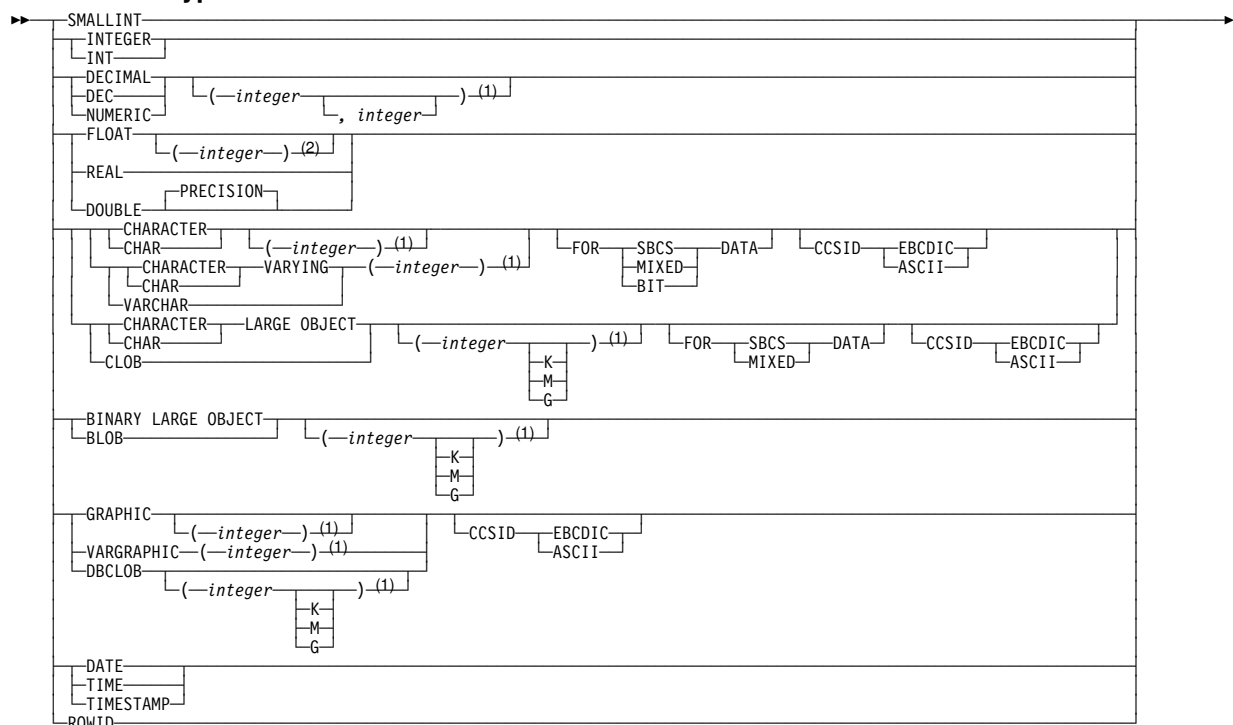 SMALLINT
INTEGER
INT
DECIMAL
DEC ( integer ) (1)
NUMERIC , integer
FLOAT
( integer ) (2)
REAL
PRECISION
DOUBLE
CHARACTER
CHAR ( integer ) (1) FOR SBCS DATA CCSID EBCDIC
CHARACTER VARYING ( integer ) (1) MIXED ASCII
CHAR BIT
VARCHAR
CHARACTER LARGE OBJECT
CHAR ( integer ) (1) FOR SBCS DATA CCSID EBCDIC
CLOB K MIXED ASCII
M
G
BINARY LARGE OBJECT
BLOB ( integer ) (1)
K
M
G
GRAPHIC
( integer ) (1) CCSID EBCDIC
VARGRAPHIC ( integer ) (1) ASCII
DBCLOB
( integer ) (1)
K
M
G
DATE
TIME
TIMESTAMP
ROWID